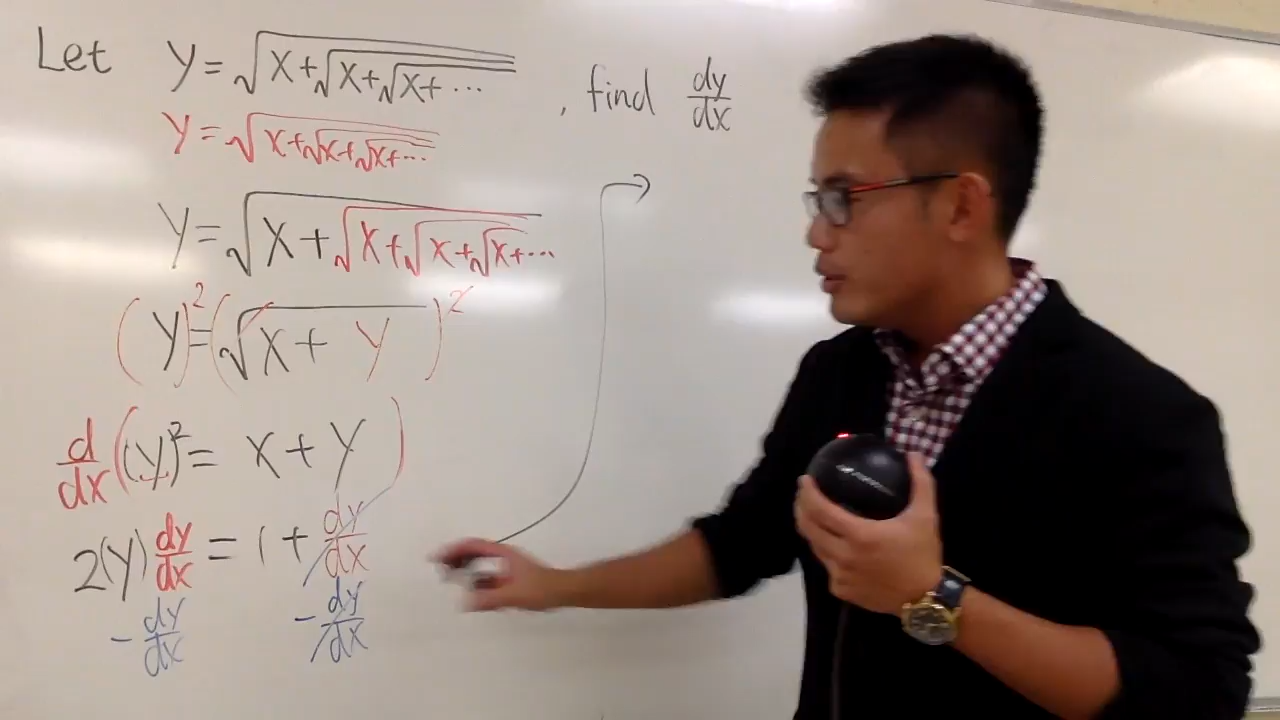 Let y = √(x + √(x + √(x + ... , find dy/dx
y = √(x + √(x + √(x + ...
y = √(x + √(x + √(x + √(x + ...
(y)² = (√(x + y))²
d/dx ((y)² = x + y)
2(y) dy/dx = 1 + dy/dx
- dy/dx - dy/dx